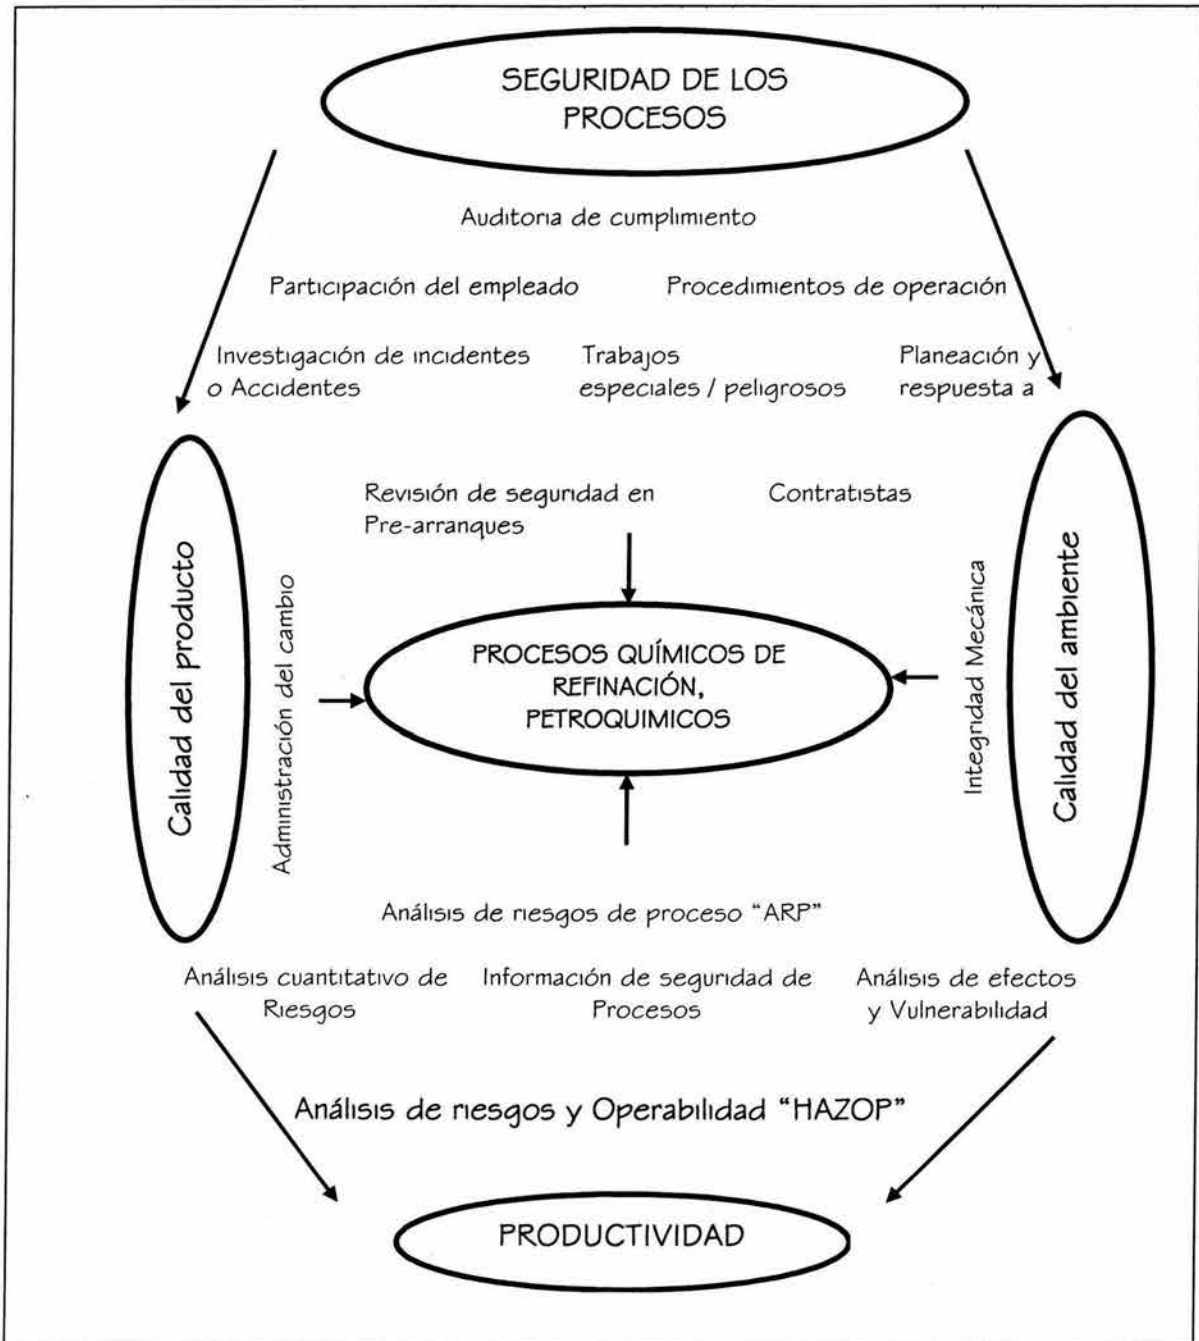 SEGURIDAD DE LOS
PROCESOS
Auditoria de cumplimiento
Participación del empleado
Procedimientos de operación
Investigación de incidentes
o Accidentes
Trabajos
especiales / peligrosos
Planeación y
respuesta a
Revisión de seguridad en
Pre-arranques
Contratistas
Calidad del producto
Administración del cambio
PROCESOS QUÍMICOS DE
REFINACIÓN,
PETROQUIMICOS
Integridad Mecánica
Calidad del ambiente
Análisis de riesgos de proceso “ARP”
Análisis cuantitativo de
Riesgos
Información de seguridad de
Procesos
Análisis de efectos
y Vulnerabilidad
Análisis de riesgos y Operabilidad “HAZOP”
PRODUCTIVIDAD